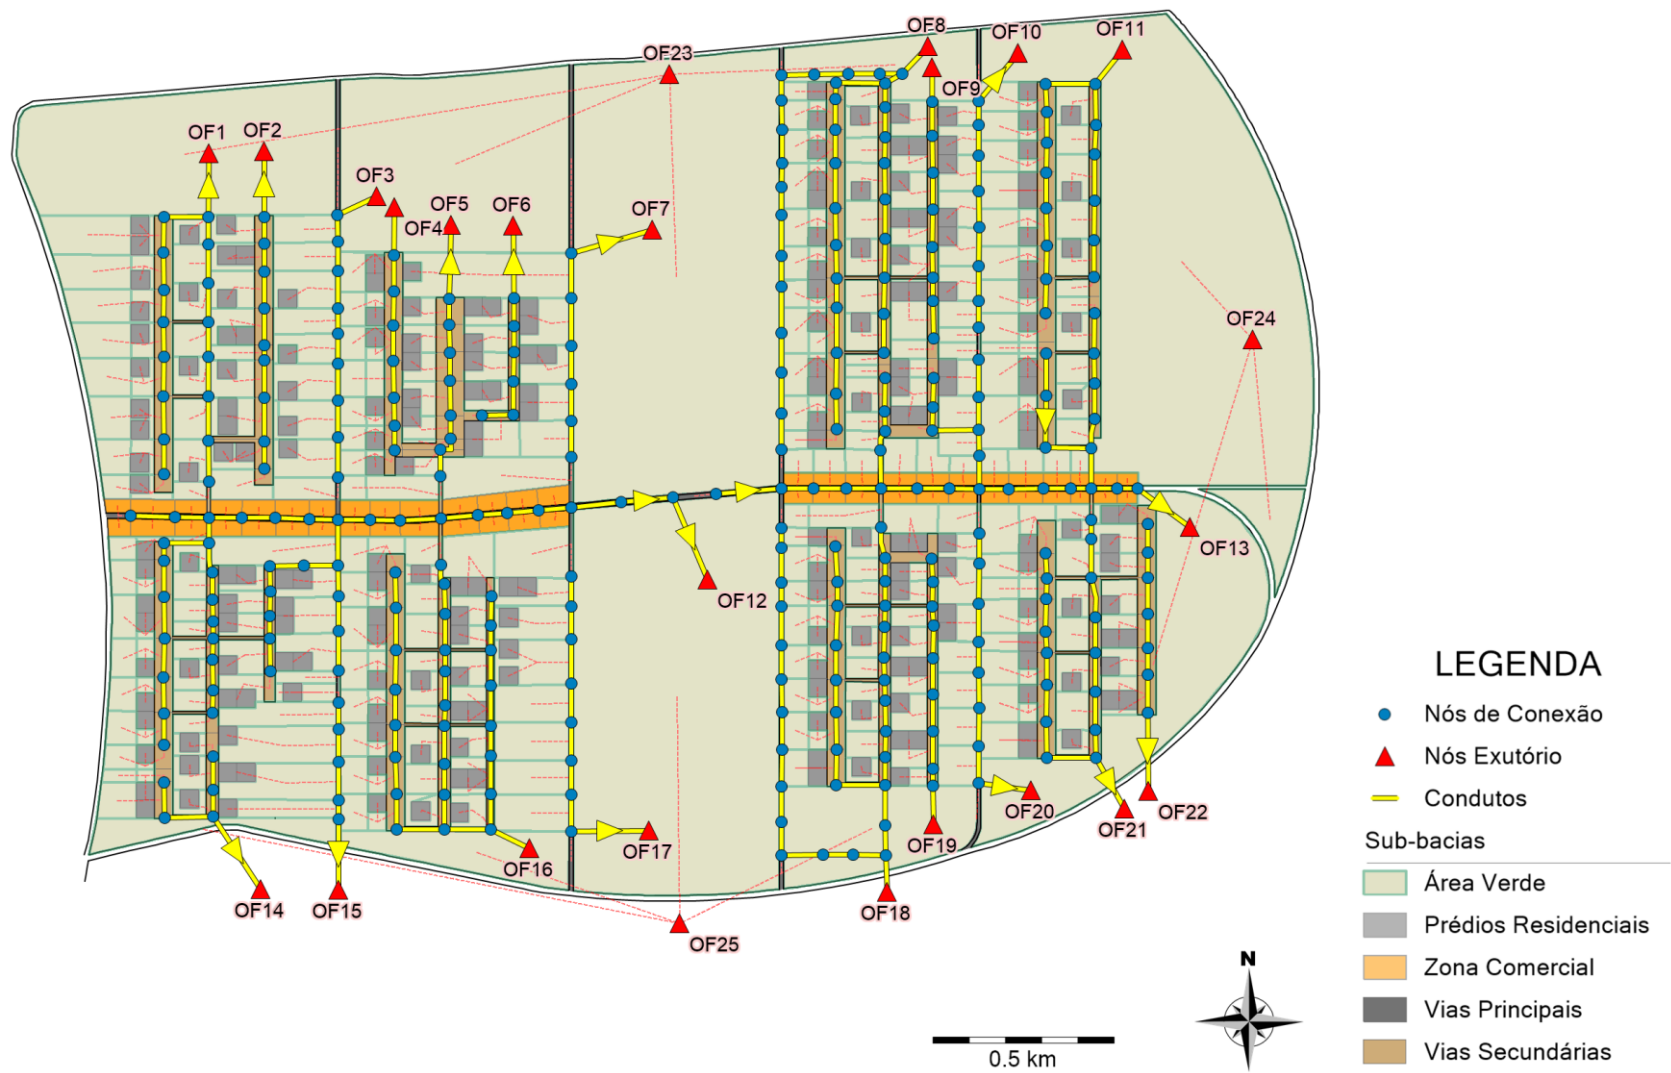 OF8
OF10
OF11
OF23
OF9
OF1
OF2
OF3
OF4
OF5
OF6
OF7
OF24
OF13
OF12
OF20
OF21
OF22
OF19
OF17
OF16
OF14
OF15
OF18
OF25
LEGENDA
Nós de Conexão
Nós Exutório
Condutos
Sub-bacias
Área Verde
Prédios Residenciais
Zona Comercial
Vias Principais
Vias Secundárias
N
0.5 km